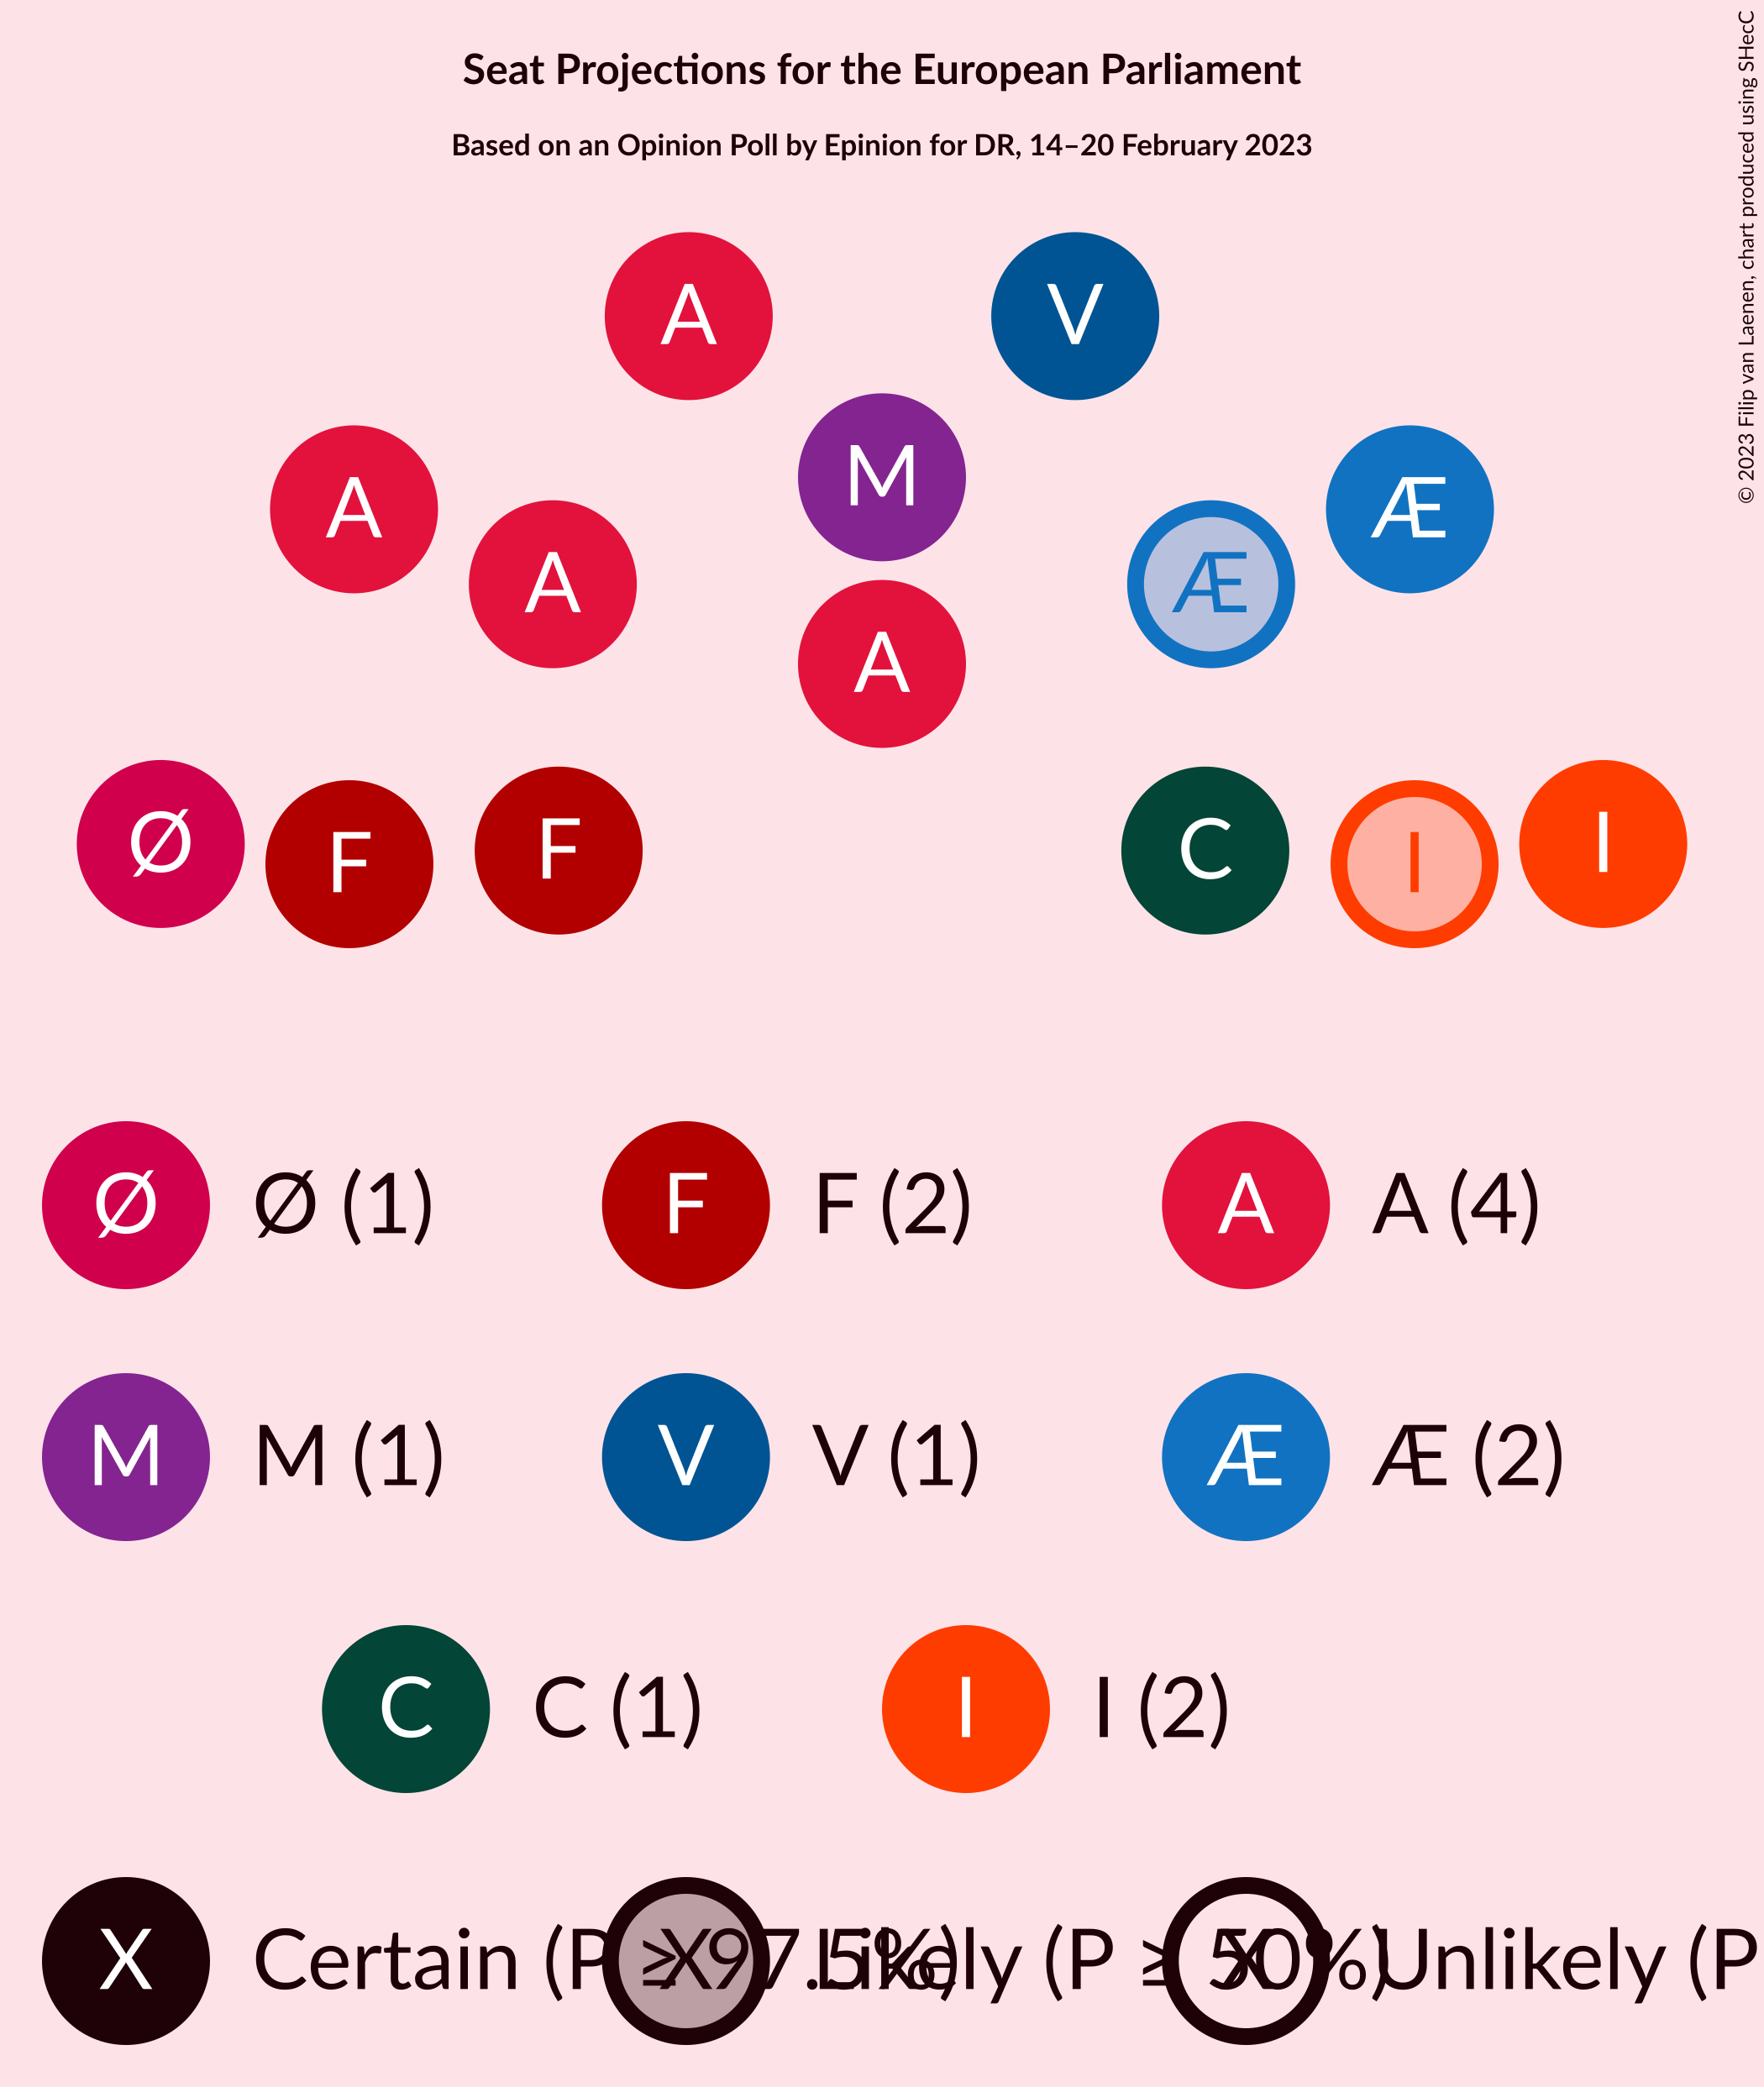 Seat Projections for the European Parliament
Based on an Opinion Poll by Epinion for DR, 14–20 February 2023
© 2023 Filip van Laenen, chart produced using SHecC
A V
M
A Æ
A Æ
A
Ø I
F C
F I
Ø Ø (1) F F (2) A A (4)
M M (1) V V (1) Æ Æ (2)
C C (1) I I (2)
X Certain (P ≥ 97.5%) X Likely (P ≥ 50%) X Unlikely (P